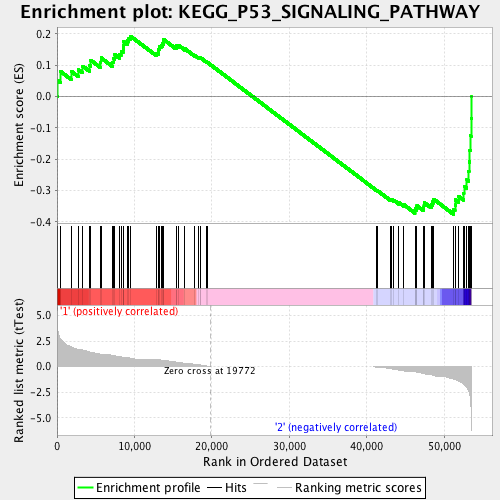 Enrichment plot: KEGG_P53_SIGNALING_PATHWAY
Enrichment score (ES)
0.2
0.1
0.0
-0.1
-0.2
-0.3
-0.4
'1' (positively correlated)
Ranked list metric (tTest)
5.0
2.5
0.0
-2.5
-5.0
Zero cross at 19772
'2' (negatively correlated)
0 10,000 20,000 30,000 40,000 50,000
Rank in Ordered Dataset
Enrichment profile Hits Ranking metric scores